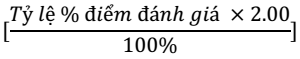 [Tỷ lệ % điểm đánh giá × 2.00]
100%